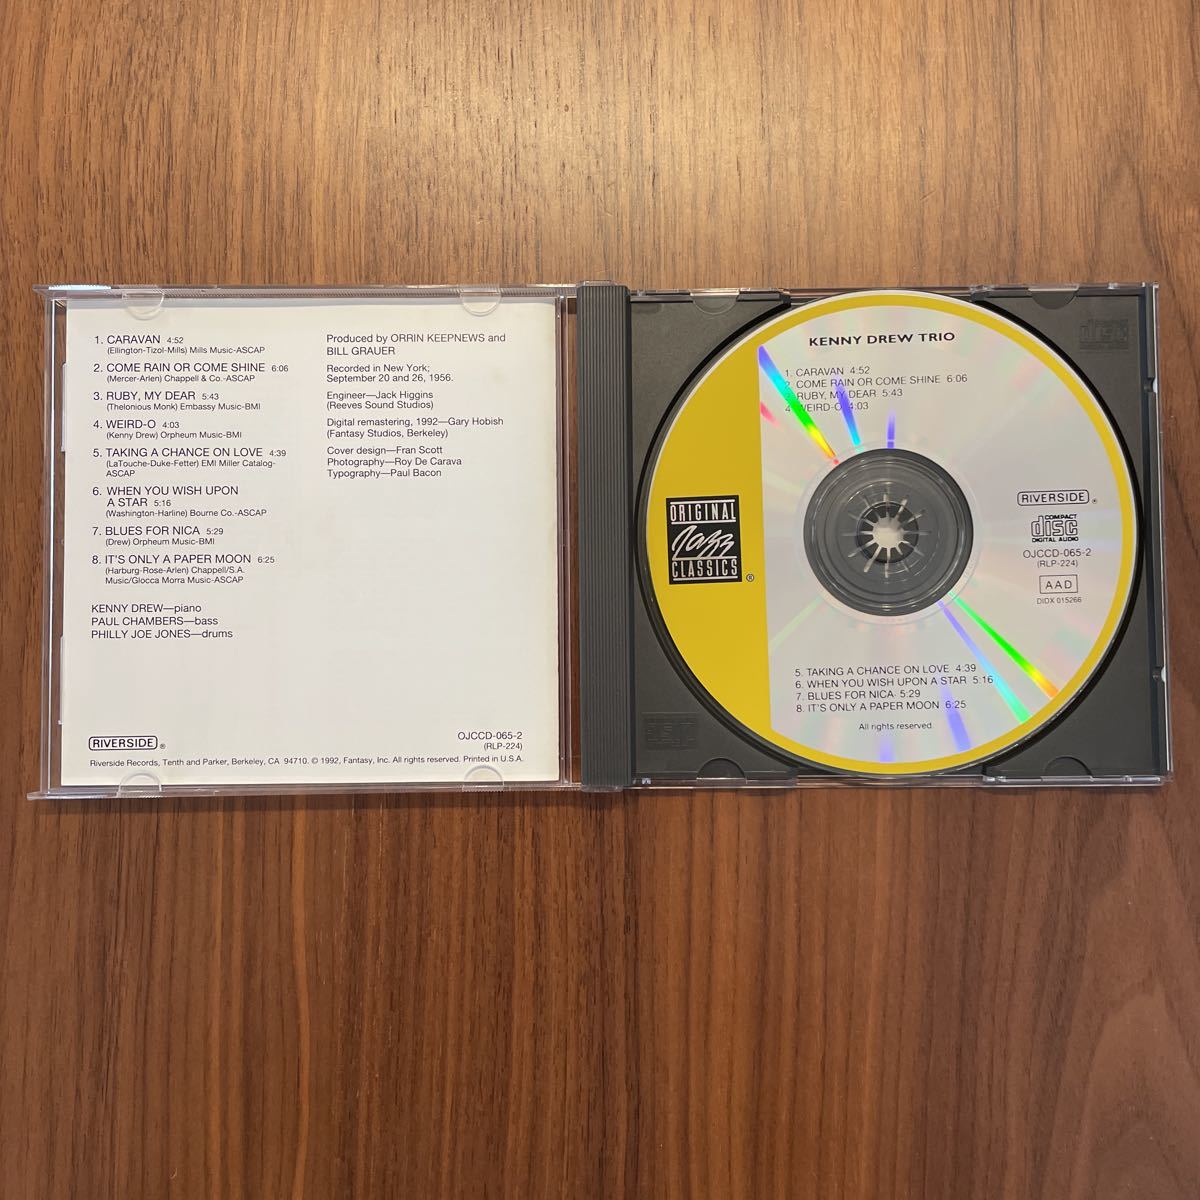 1. CARAVAN 4:52
(Ellington-Tizol-Mills) Mills Music-ASCAP
2. COME RAIN OR COME SHINE 6:06
(Mercer-Arlen) Chappell & Co.-ASCAP
3. RUBY, MY DEAR 5:43
(Thelonious Monk) Embassy Music-BMI
4. WEIRD-O 4:03
(Kenny Drew) Orpheum Music-BMI
5. TAKING A CHANCE ON LOVE 4:39
(LaTouche-Duke-Fetter) EMI Miller Catalog-
ASCAP
6. WHEN YOU WISH UPON
A STAR 5:16
(Washington-Harline) Bourne Co.-ASCAP
7. BLUES FOR NICA 5:29
(Drew) Orpheum Music-BMI
8. IT'S ONLY A PAPER MOON 6:25
(Harburg-Rose-Arlen) Chappell/S.A.
Music/Glocca Morra Music-ASCAP
KENNY DREW—piano
PAUL CHAMBERS—bass
PHILLY JOE JONES—drums
Produced by ORRIN KEEPNEWS and
BILL GRAUER
Recorded in New York;
September 20 and 26, 1956.
Engineer—Jack Higgins
(Reeves Sound Studios)
Digital remastering, 1992—Gary Hobish
(Fantasy Studios, Berkeley)
Cover design—Fran Scott
Photography—Roy De Carava
Typography—Paul Bacon
RIVERSIDE ®
OJCCD-065-2
(RLP-224)
Riverside Records, Tenth and Parker, Berkeley, CA 94710. © 1992, Fantasy, Inc. All rights reserved. Printed in U.S.A.
KENNY DREW TRIO
1. CARAVAN 4:52
2. COME RAIN OR COME SHINE 6:06
3. RUBY, MY DEAR 5:43
4. WEIRD-O 4:03
ORIGINAL
Jazz
CLASSICS ®
RIVERSIDE ®
COMPACT
disc
DIGITAL AUDIO
OJCCD-065-2
(RLP-224)
AAD
DIDX 015266
5. TAKING A CHANCE ON LOVE 4:39
6. WHEN YOU WISH UPON A STAR 5:16
7. BLUES FOR NICA 5:29
8. IT'S ONLY A PAPER MOON 6:25
All rights reserved.